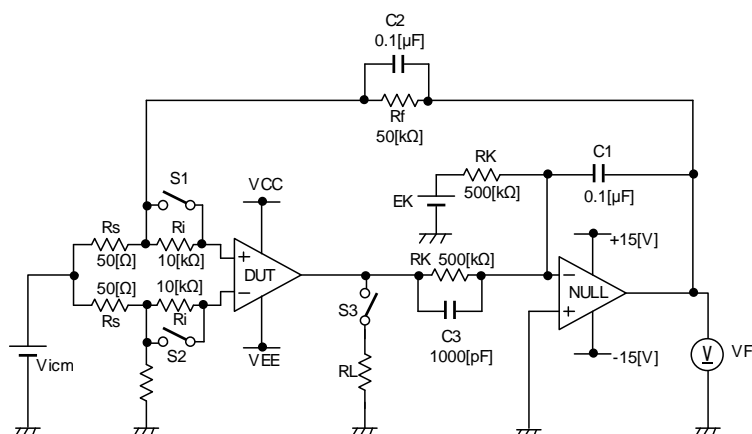 C2
0.1[µF]
Rf
50[kΩ]
S1
VCC
RK
500[kΩ]
C1
0.1[µF]
EK
Rs
50[Ω]
Ri
10[kΩ]
+
DUT
-
+15[V]
RK 500[kΩ]
-
NULL
+
50[Ω]
Rs
10[kΩ]
Ri
S3
C3
1000[pF]
S2
VEE
-15[V]
Vicm
RL
V
VF